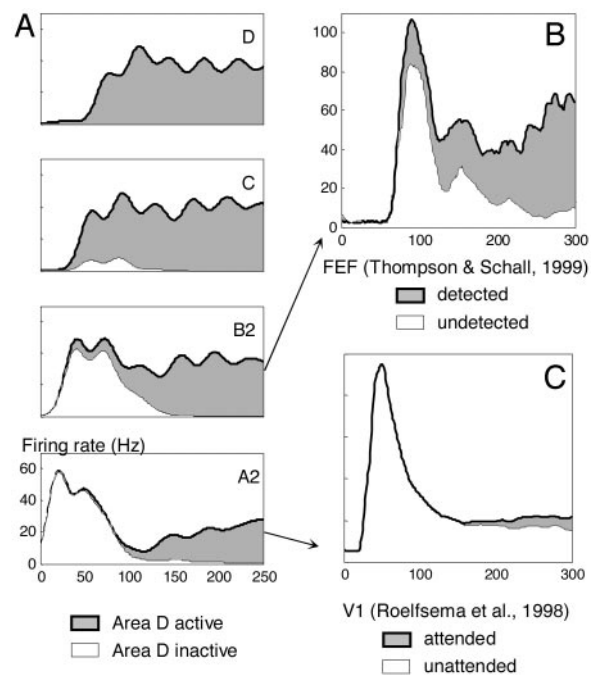 A
D
C
B2
Firing rate (Hz)
60
40
20
0
A2
0 50 100 150 200 250
Area D active
Area D inactive
B
100
80
60
40
20
0
0 100 200 300
FEF (Thompson & Schall, 1999)
detected
undetected
C
0 100 200 300
V1 (Roelfsema et al., 1998)
attended
unattended